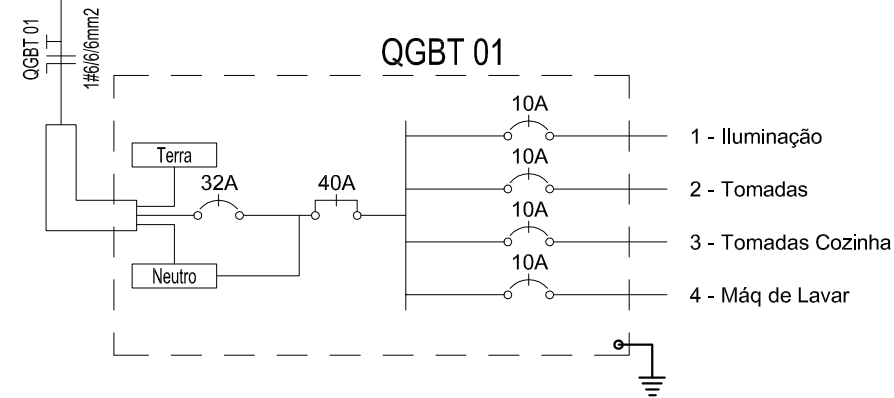 QGBT 01
1#6/6/6mm2
QGBT 01
Terra
32A
40A
Neutro
10A
1 - Iluminação
10A
2 - Tomadas
10A
3 - Tomadas Cozinha
10A
4 - Máq de Lavar